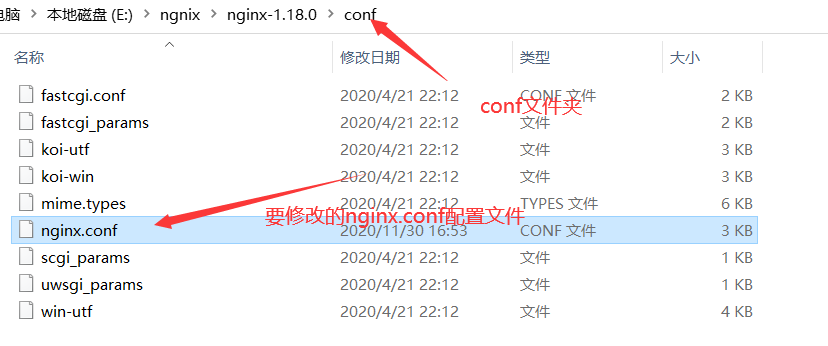 电脑 > 本地磁盘 (E:) > ngnix > nginx-1.18.0 > conf
名称 修改日期 类型 大小
fastcgi.conf 2020/4/21 22:12 CONF 文件 2 KB
conf文件夹
fastcgi_params 2020/4/21 22:12 文件 2 KB
koi-utf 2020/4/21 22:12 文件 3 KB
koi-win 2020/4/21 22:12 文件 3 KB
mime.types 2020/4/21 22:12 TYPES 文件 6 KB
要修改的nginx.conf配置文件
nginx.conf 2020/11/30 16:53 CONF 文件 3 KB
scgi_params 2020/4/21 22:12 文件 1 KB
uwsgi_params 2020/4/21 22:12 文件 1 KB
win-utf 2020/4/21 22:12 文件 4 KB